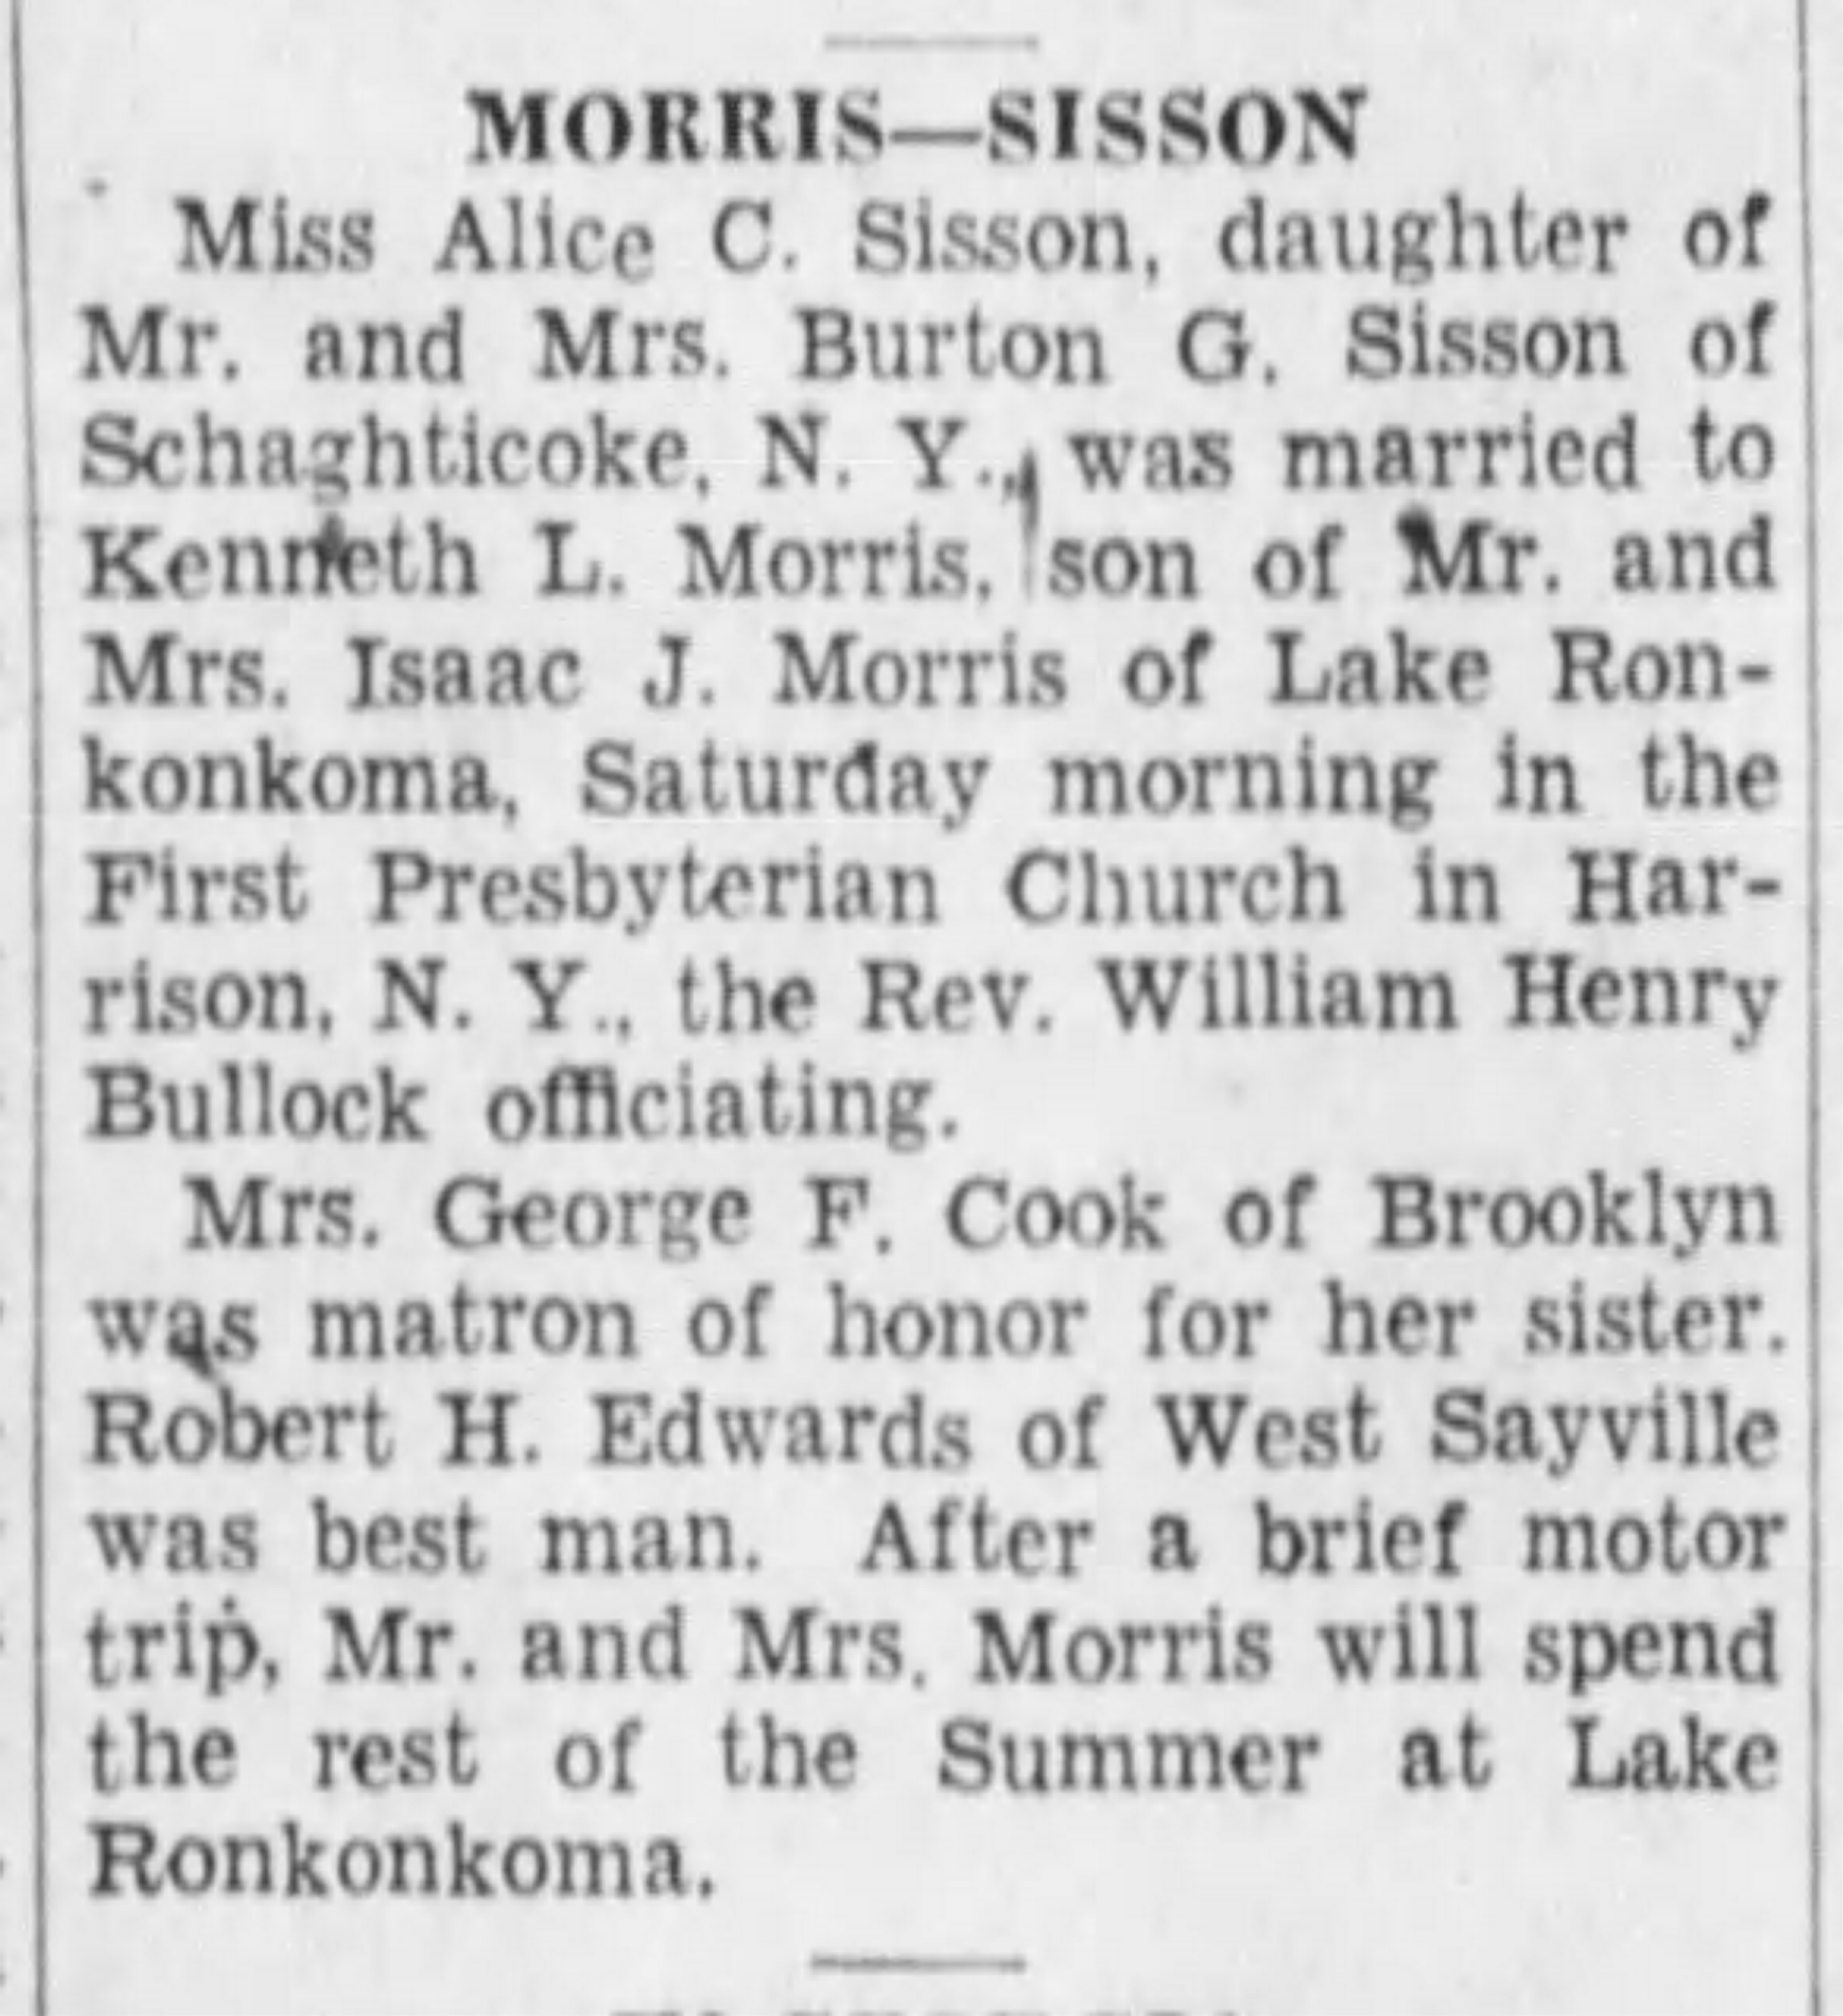 MORRIS—SISSON
Miss Alice C. Sisson, daughter of
Mr. and Mrs. Burton G. Sisson of
Schaghticoke, N. Y., was married to
Kenneth L. Morris, son of Mr. and
Mrs. Isaac J. Morris of Lake Ron-
konkoma, Saturday morning in the
First Presbyterian Church in Har-
rison, N. Y., the Rev. William Henry
Bullock officiating.
Mrs. George F. Cook of Brooklyn
was matron of honor for her sister.
Robert H. Edwards of West Sayville
was best man. After a brief motor
trip, Mr. and Mrs. Morris will spend
the rest of the Summer at Lake
Ronkonkoma.